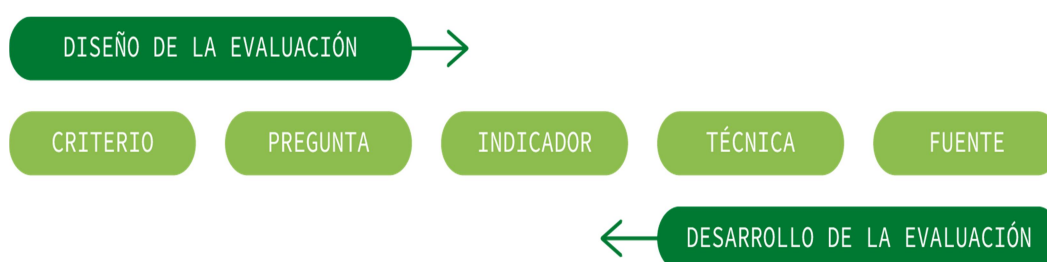 DISEÑO DE LA EVALUACIÓN
CRITERIO PREGUNTA INDICADOR TÉCNICA FUENTE
DESARROLLO DE LA EVALUACIÓN